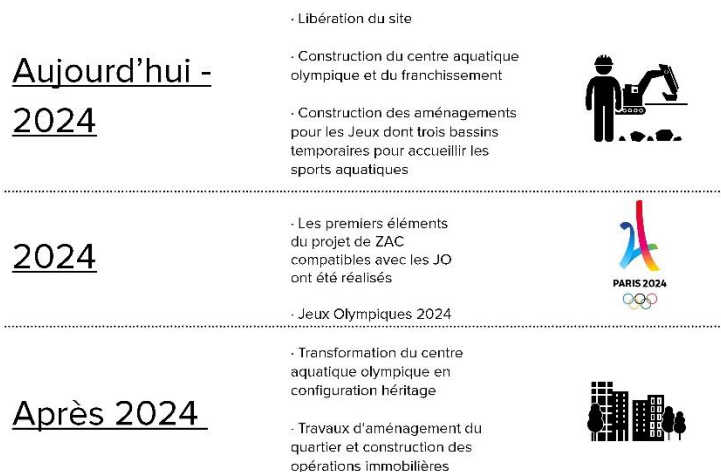 Aujourd'hui -
2024
· Libération du site
· Construction du centre aquatique
olympique et du franchissement
· Construction des aménagements
pour les Jeux dont trois bassins
temporaires pour accueillir les
sports aquatiques
2024
· Les premiers éléments
du projet de ZAC
compatibles avec les JO
ont été réalisés
· Jeux Olympiques 2024
PARIS 2024
Après 2024
· Transformation du centre
aquatique olympique en
configuration héritage
· Travaux d'aménagement du
quartier et construction des
opérations immobilières